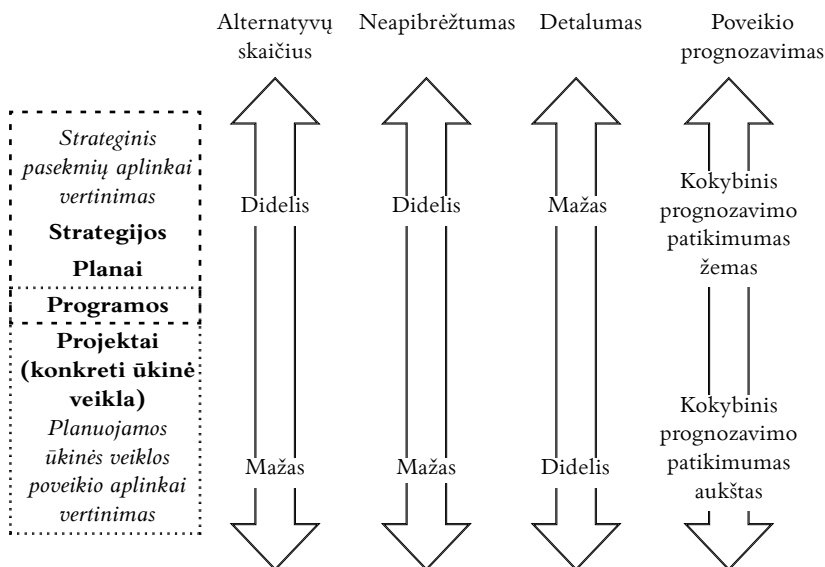 Alternatyvų
skaičius
Neapibrėžtumas
Detalumas
Poveikio
prognozavimas
Strateginis
pasekmių aplinkai
vertinimas
Strategijos
Planai
Programos
Projektai
(konkreti ūkinė
veikla)
Planuojamos
ūkinės veiklos
poveikio aplinkai
vertinimas
Didelis
Didelis
Mažas
Kokybinis
prognozavimo
patikimumas
žemas
Mažas
Mažas
Didelis
Kokybinis
prognozavimo
patikimumas
aukštas